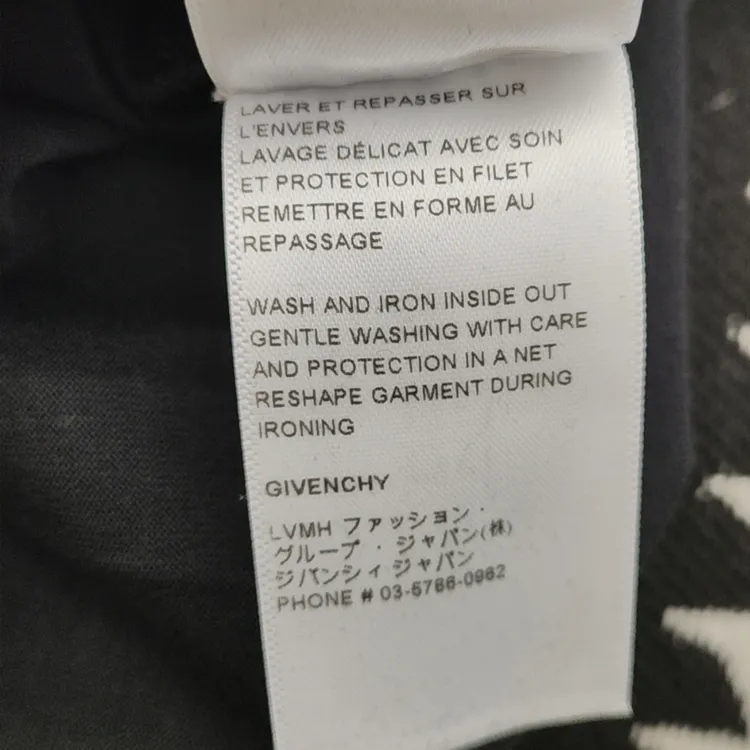 LAVER ET REPASSER SUR
L'ENVERS
LAVAGE DÉLICAT AVEC SOIN
ET PROTECTION EN FILET
REMETTRE EN FORME AU
REPASSAGE
WASH AND IRON INSIDE OUT
GENTLE WASHING WITH CARE
AND PROTECTION IN A NET
RESHAPE GARMENT DURING
IRONING
GIVENCHY
LVMH ファッション・
グループ・ジャパン(株)
ジバンシィ ジャパン
PHONE # 03-5766-0962